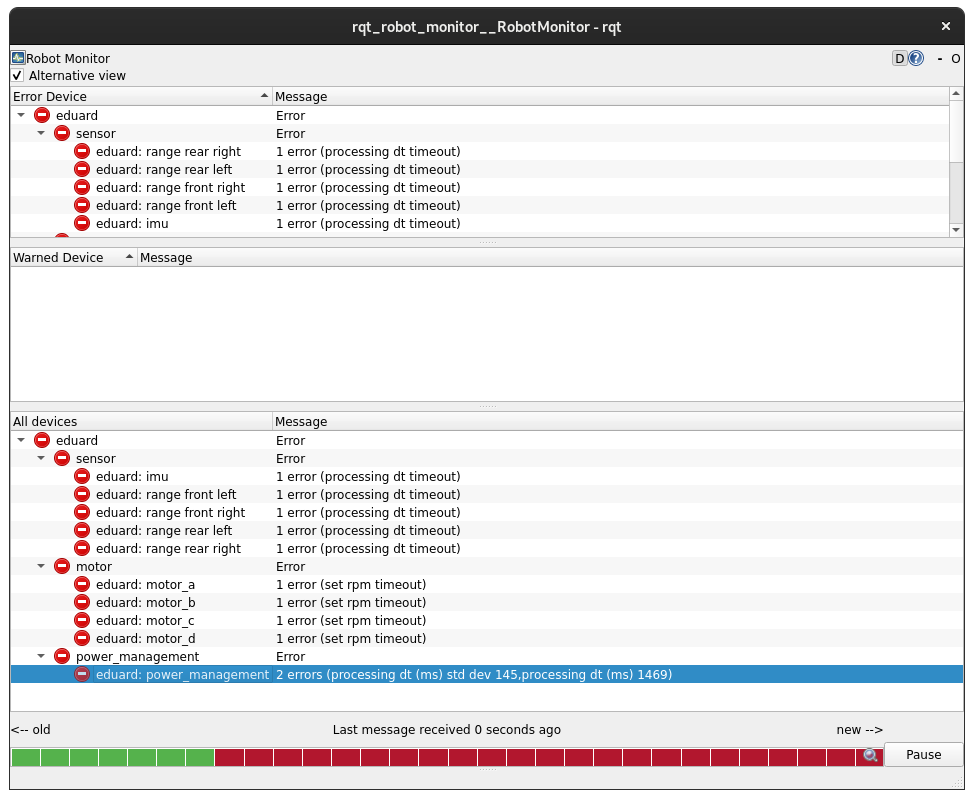 rqt_robot_monitor__RobotMonitor - rqt
Robot Monitor D ? - O
Alternative view
Error Device Message
eduard Error
sensor Error
eduard: range rear right 1 error (processing dt timeout)
eduard: range rear left 1 error (processing dt timeout)
eduard: range front right 1 error (processing dt timeout)
eduard: range front left 1 error (processing dt timeout)
eduard: imu 1 error (processing dt timeout)
Warned Device Message
All devices Message
eduard Error
sensor Error
eduard: imu 1 error (processing dt timeout)
eduard: range front left 1 error (processing dt timeout)
eduard: range front right 1 error (processing dt timeout)
eduard: range rear left 1 error (processing dt timeout)
eduard: range rear right 1 error (processing dt timeout)
motor Error
eduard: motor_a 1 error (set rpm timeout)
eduard: motor_b 1 error (set rpm timeout)
eduard: motor_c 1 error (set rpm timeout)
eduard: motor_d 1 error (set rpm timeout)
power_management Error
eduard: power_management 2 errors (processing dt (ms) std dev 145,processing dt (ms) 1469)
<-- old Last message received 0 seconds ago new -->
Pause